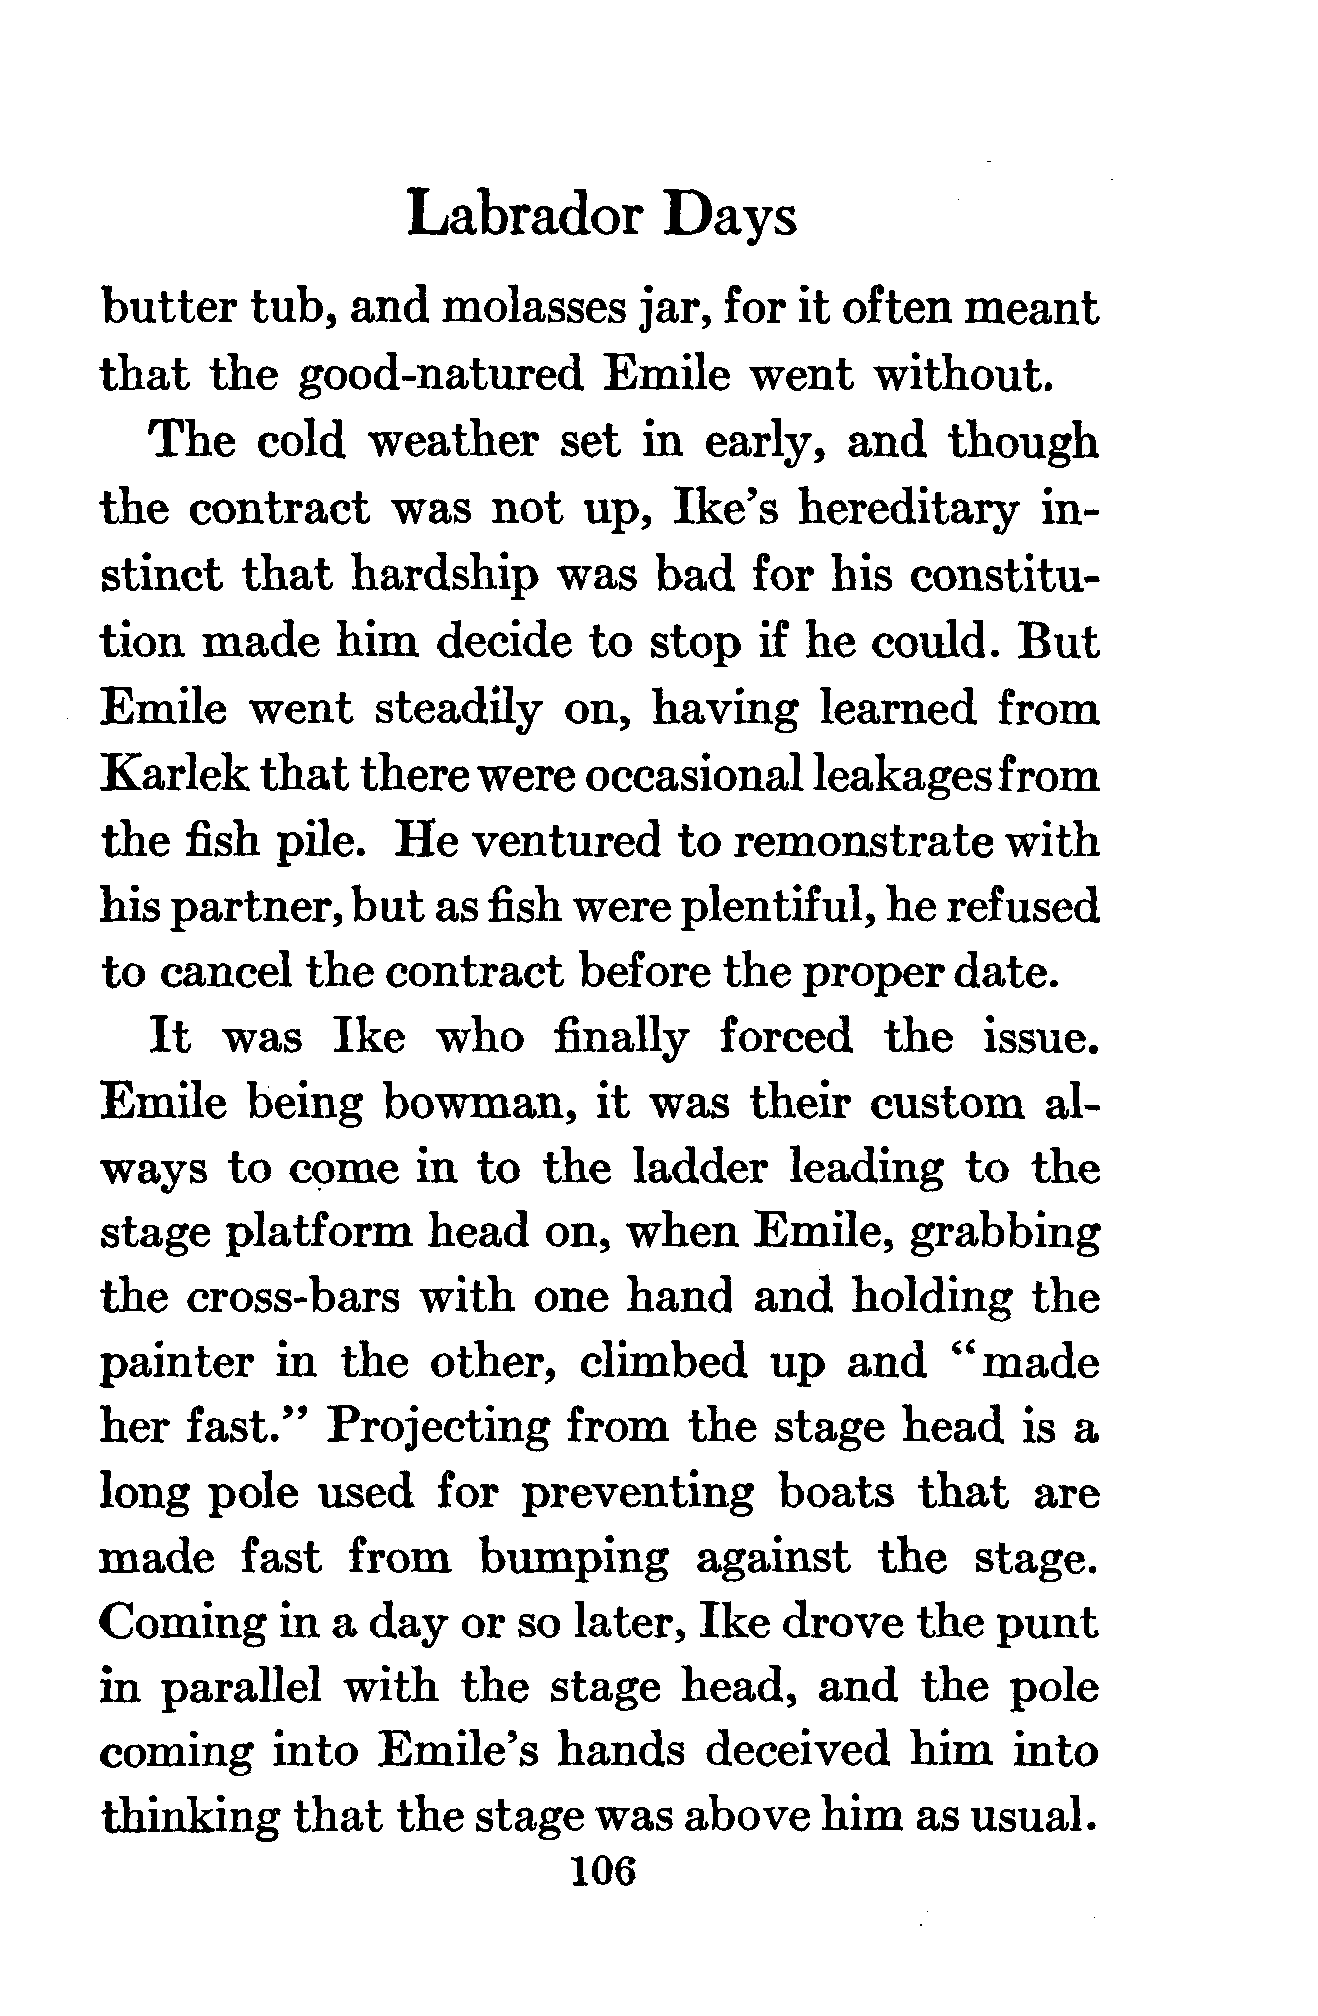 Labrador Days
butter tub, and molasses jar, for it often meant
that the good-natured Emile went without.
The cold weather set in early, and though
the contract was not up, Ike's hereditary in-
stinct that hardship was bad for his constitu-
tion made him decide to stop if he could. But
Emile went steadily on, having learned from
Karlek that there were occasional leakages from
the fish pile. He ventured to remonstrate with
his partner, but as fish were plentiful, he refused
to cancel the contract before the proper date.
It was Ike who finally forced the issue.
Emile being bowman, it was their custom al-
ways to come in to the ladder leading to the
stage platform head on, when Emile, grabbing
the cross-bars with one hand and holding the
painter in the other, climbed up and “made
her fast.” Projecting from the stage head is a
long pole used for preventing boats that are
made fast from bumping against the stage.
Coming in a day or so later, Ike drove the punt
in parallel with the stage head, and the pole
coming into Emile's hands deceived him into
thinking that the stage was above him as usual.
106